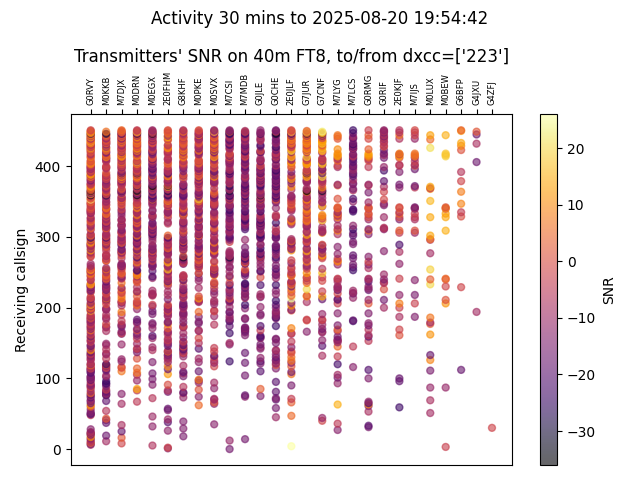 Activity 30 mins to 2025-08-20 19:54:42
Transmitters' SNR on 40m FT8, to/from dxcc=['223']
G0RVY M0KKB M7DJX M0DRN M0EGX 2E0FHM G8KHF M0PKE M0SVX M7CSI M7MDB G0JLE G0CHE 2E0JLF G7JUR G7CNF M7LYG M7LCS G0RMG G0RIF 2E0KJF M7IJS M0LUX M0BEW G6BFP G4JXU G4ZFJ
400
300
200
100
0
Receiving callsign
20
10
0
−10
−20
−30
SNR